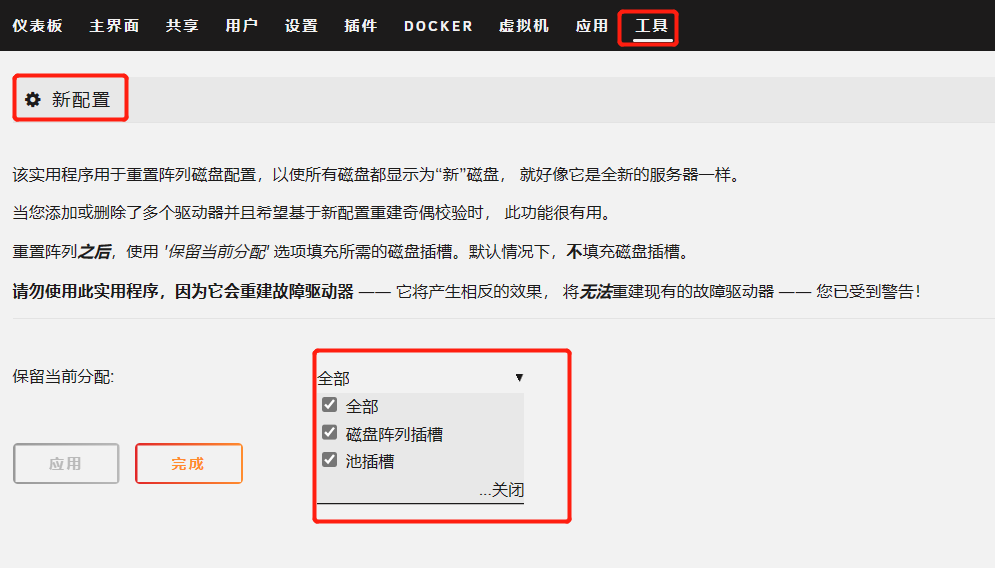 仪表板 主界面 共享 用户 设置 插件 DOCKER 虚拟机 应用 工具
新配置
该实用程序用于重置阵列磁盘配置，以使所有磁盘都显示为“新”磁盘， 就好像它是全新的服务器一样。
当您添加或删除了多个驱动器并且希望基于新配置重建奇偶校验时， 此功能很有用。
重置阵列之后，使用 '保留当前分配' 选项填充所需的磁盘插槽。默认情况下，不填充磁盘插槽。
请勿使用此实用程序，因为它会重建故障驱动器 —— 它将产生相反的效果， 将无法重建现有的故障驱动器 —— 您已受到警告！
保留当前分配:
全部
全部
磁盘阵列插槽
池插槽
...关闭
应用 完成